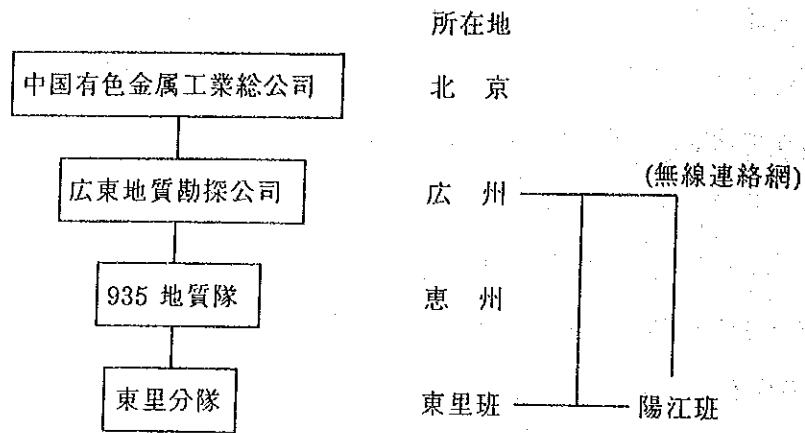 所在地
中国有色金属工業総公司 北京
広東地質勘探公司 広州 (無線連絡網)
935 地質隊 恵州
東里分隊 東里班 陽江班